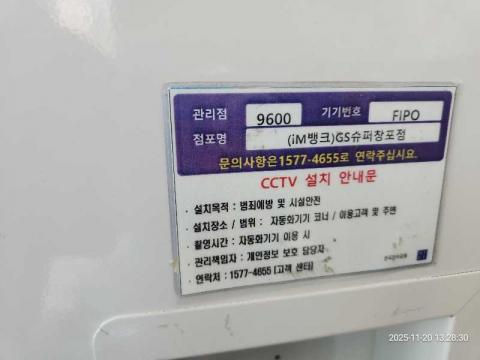 관리점 9600 기기번호 FIPO
점포명 (iM뱅크)GS슈퍼창포점
문의사항은1577-4655로 연락주십시요.
CCTV 설치 안내문
· 설치목적 : 범죄예방 및 시설안전
· 설치장소 / 범위 : 자동화기기 코너 / 이용고객 및 주변
· 촬영시간 : 자동화기기 이용 시
· 관리책임자 : 개인정보 보호 담당자
· 연락처 : 1577-4655 (고객 센터)
2025-11-20 13:28:30